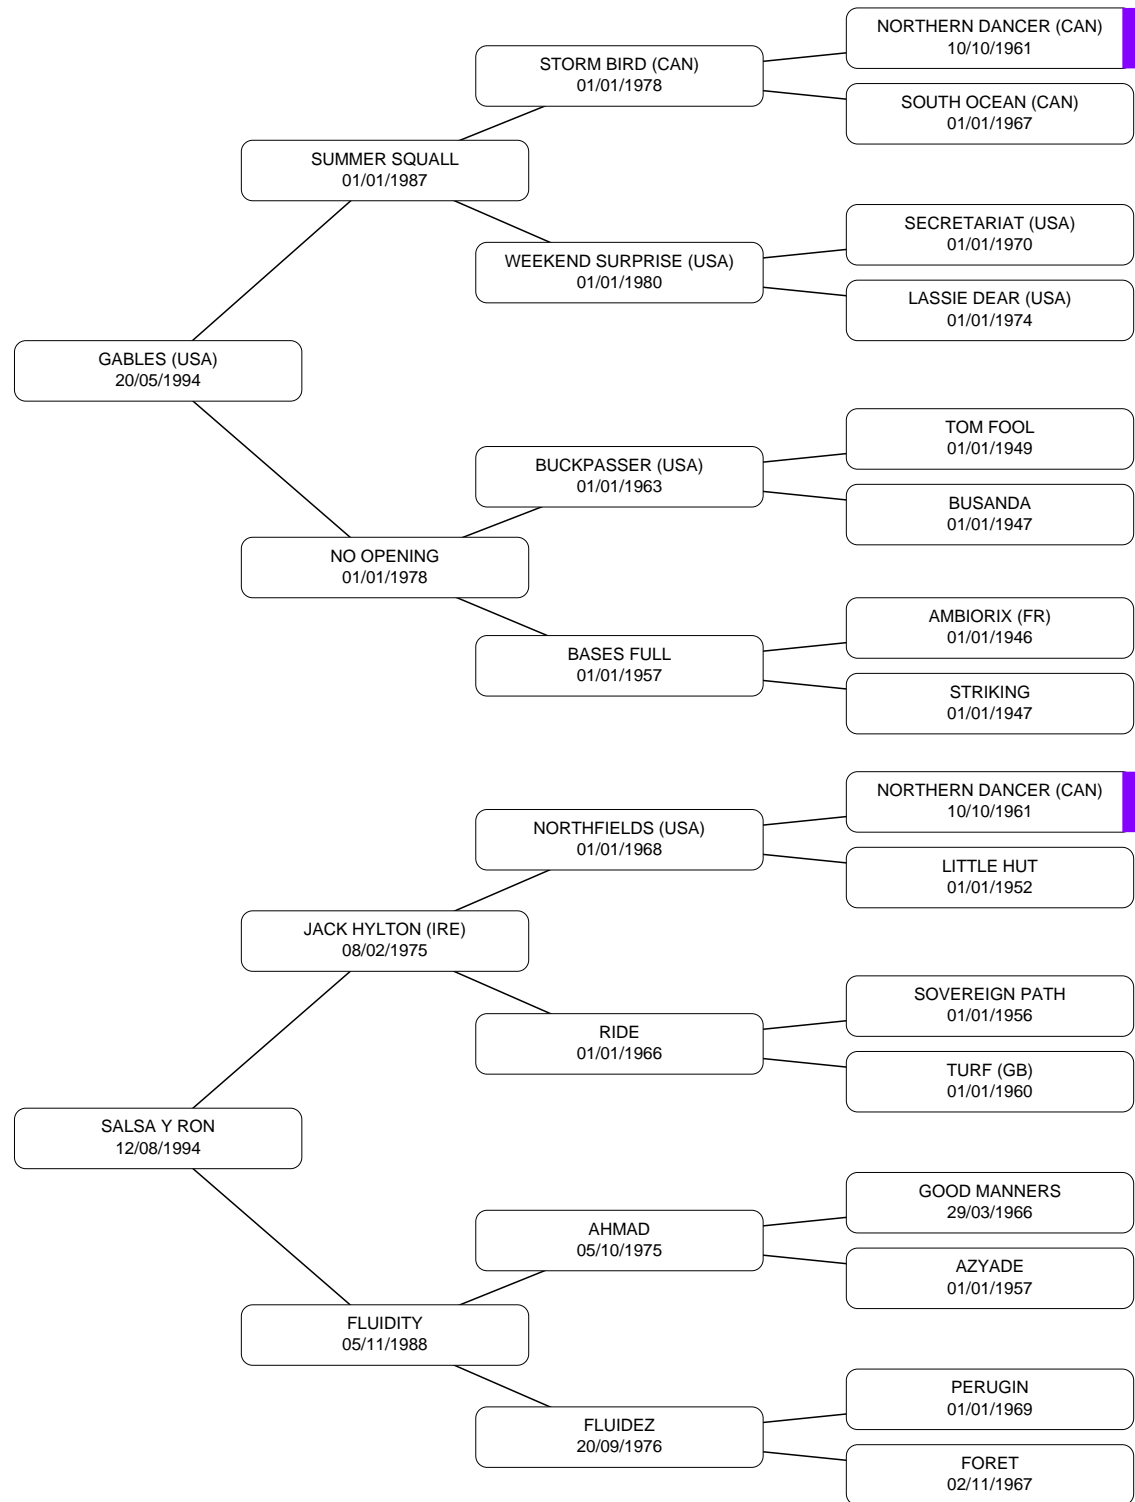 NORTHERN DANCER (CAN)
10/10/1961
STORM BIRD (CAN)
01/01/1978
SOUTH OCEAN (CAN)
01/01/1967
SUMMER SQUALL
01/01/1987
SECRETARIAT (USA)
01/01/1970
WEEKEND SURPRISE (USA)
01/01/1980
LASSIE DEAR (USA)
01/01/1974
GABLES (USA)
20/05/1994
TOM FOOL
01/01/1949
BUCKPASSER (USA)
01/01/1963
BUSANDA
01/01/1947
NO OPENING
01/01/1978
AMBIORIX (FR)
01/01/1946
BASES FULL
01/01/1957
STRIKING
01/01/1947
NORTHERN DANCER (CAN)
10/10/1961
NORTHFIELDS (USA)
01/01/1968
LITTLE HUT
01/01/1952
JACK HYLTON (IRE)
08/02/1975
SOVEREIGN PATH
01/01/1956
RIDE
01/01/1966
TURF (GB)
01/01/1960
SALSA Y RON
12/08/1994
GOOD MANNERS
29/03/1966
AHMAD
05/10/1975
AZYADE
01/01/1957
FLUIDITY
05/11/1988
PERUGIN
01/01/1969
FLUIDEZ
20/09/1976
FORET
02/11/1967